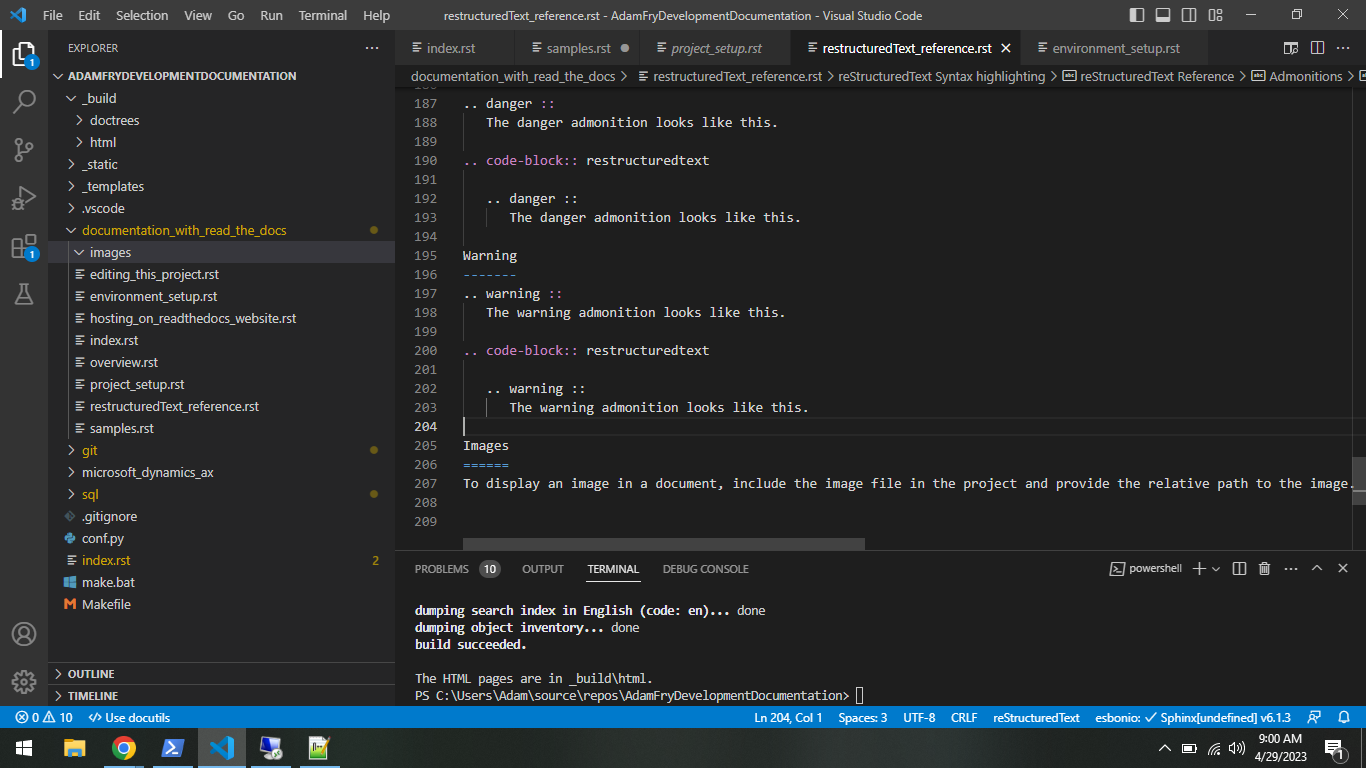 File Edit Selection View Go Run Terminal Help restructuredText_reference.rst - AdamFryDevelopmentDocumentation - Visual Studio Code
EXPLORER
ADAMFRYDEVELOPMENTDOCUMENTATION
_build
doctrees
html
_static
_templates
.vscode
documentation_with_read_the_docs
images
editing_this_project.rst
environment_setup.rst
hosting_on_readthedocs_website.rst
index.rst
overview.rst
project_setup.rst
restructuredText_reference.rst
samples.rst
git
microsoft_dynamics_ax
sql
.gitignore
conf.py
index.rst 2
make.bat
Makefile
OUTLINE
TIMELINE
1
1
index.rst samples.rst project_setup.rst restructuredText_reference.rst environment_setup.rst
documentation_with_read_the_docs > restructuredText_reference.rst > reStructuredText Syntax highlighting > abc reStructuredText Reference > abc Admonitions >
187 .. danger ::
188 The danger admonition looks like this.
189
190 .. code-block:: restructuredtext
191
192 .. danger ::
193 The danger admonition looks like this.
194
195 Warning
196 -------
197 .. warning ::
198 The warning admonition looks like this.
199
200 .. code-block:: restructuredtext
201
202 .. warning ::
203 The warning admonition looks like this.
204
205 Images
206 ======
207 To display an image in a document, include the image file in the project and provide the relative path to the image.
208
209
PROBLEMS 10 OUTPUT TERMINAL DEBUG CONSOLE powershell
dumping search index in English (code: en)... done
dumping object inventory... done
build succeeded.
The HTML pages are in _build\html.
PS C:\Users\Adam\source\repos\AdamFryDevelopmentDocumentation>
0 10 Use docutils Ln 204, Col 1 Spaces: 3 UTF-8 CRLF reStructuredText esbonio: Sphinx[undefined] v6.1.3
9:00 AM
4/29/2023
1